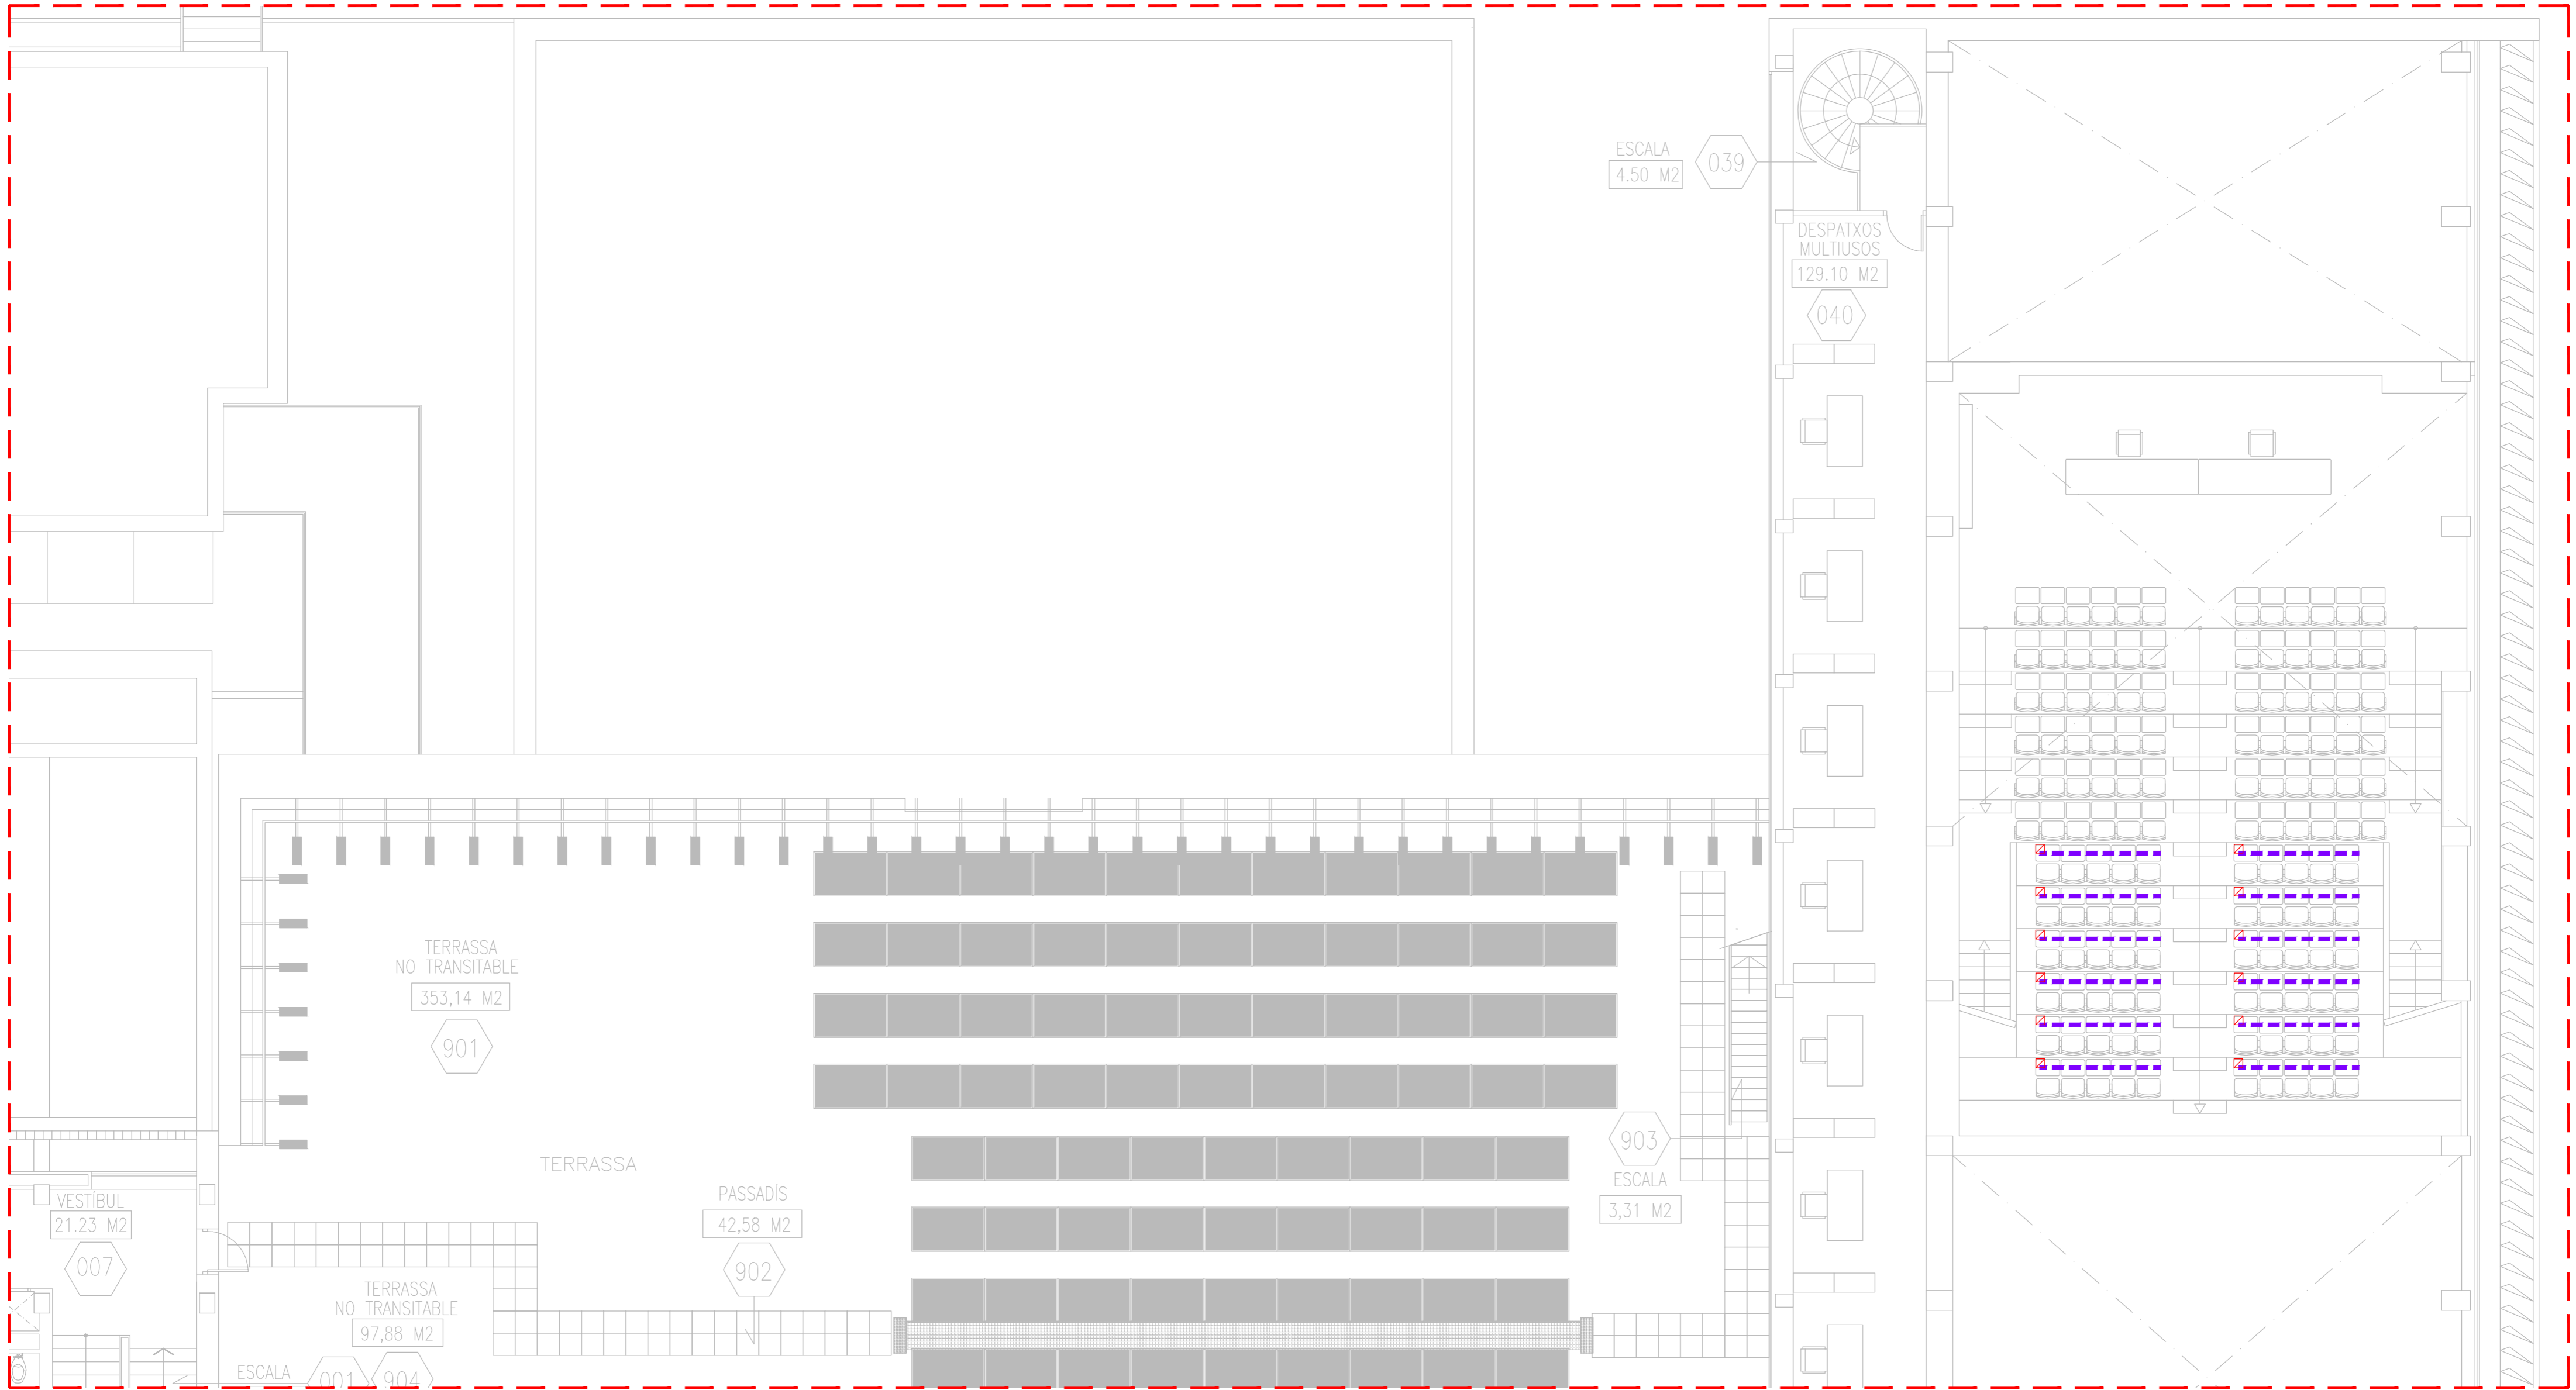 ESCALA
4.50 M2
039
DESPATXOS
MULTIUSOS
129.10 M2
040
TERRASSA
NO TRANSITABLE
353,14 M2
901
TERRASSA
PASSADÍS
42,58 M2
902
903
ESCALA
3,31 M2
VESTÍBUL
21.23 M2
007
TERRASSA
NO TRANSITABLE
97,88 M2
904
ESCALA
001